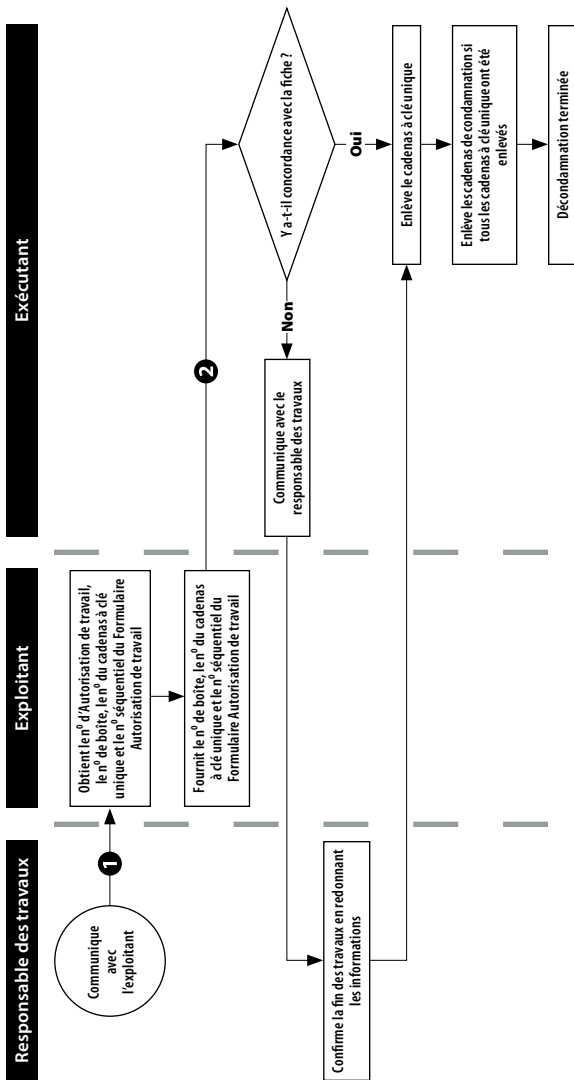 Responsable des travaux
Exploitant
Exécutant
Communique
avec
l'exploitant
1
Obtient le nº d'Autorisation de travail,
le nº de boîte, le nº du cadenas à clé
unique et le nº séquentiel du Formulaire
Autorisation de travail
Fournit le nº de boîte, le nº du cadenas
à clé unique et le nº séquentiel du
Formulaire Autorisation de travail
2
Y a-t-il concordance avec la fiche ?
Non
Oui
Communique avec le
responsable des travaux
Confirme la fin des travaux en redonnant
les informations
Enlève le cadenas à clé unique
Enlève les cadenas de condamnation si
tous les cadenas à clé unique ont été
enlevés
Décondamnation terminée